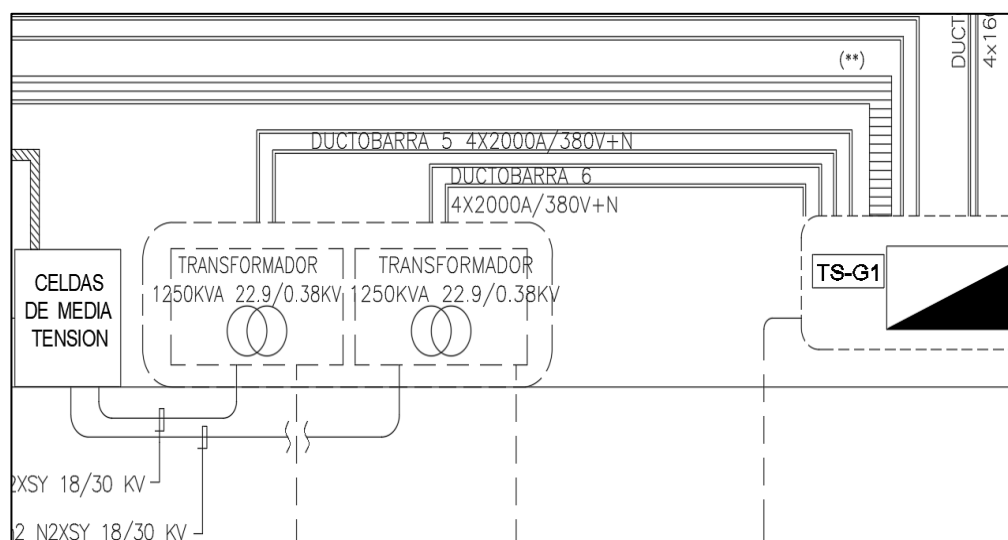 (**)
DUCT
4x16
DUCTOBARRA 5 4X2000A/380V+N
DUCTOBARRA 6
4X2000A/380V+N
CELDAS
DE MEDIA
TENSION
TRANSFORMADOR
1250KVA 22.9/0.38KV
TRANSFORMADOR
1250KVA 22.9/0.38KV
TS-G1
2XSY 18/30 KV
2 N2XSY 18/30 KV